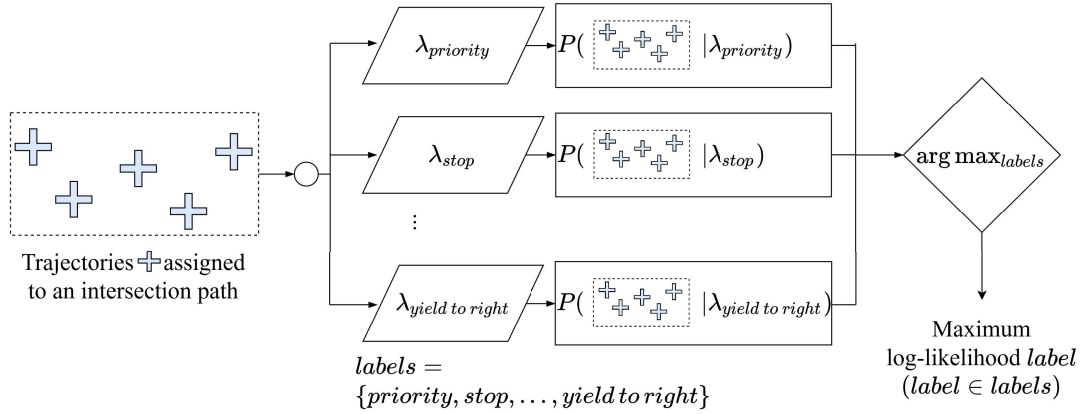 λ_priority
P( |λ_priority)
λ_stop
P( |λ_stop)
arg max_labels
⋮
Trajectories assigned
to an intersection path
λ_yield to right
P( |λ_yield to right)
labels =
{priority, stop, . . . , yield to right}
Maximum
log-likelihood label
(label ∈ labels)